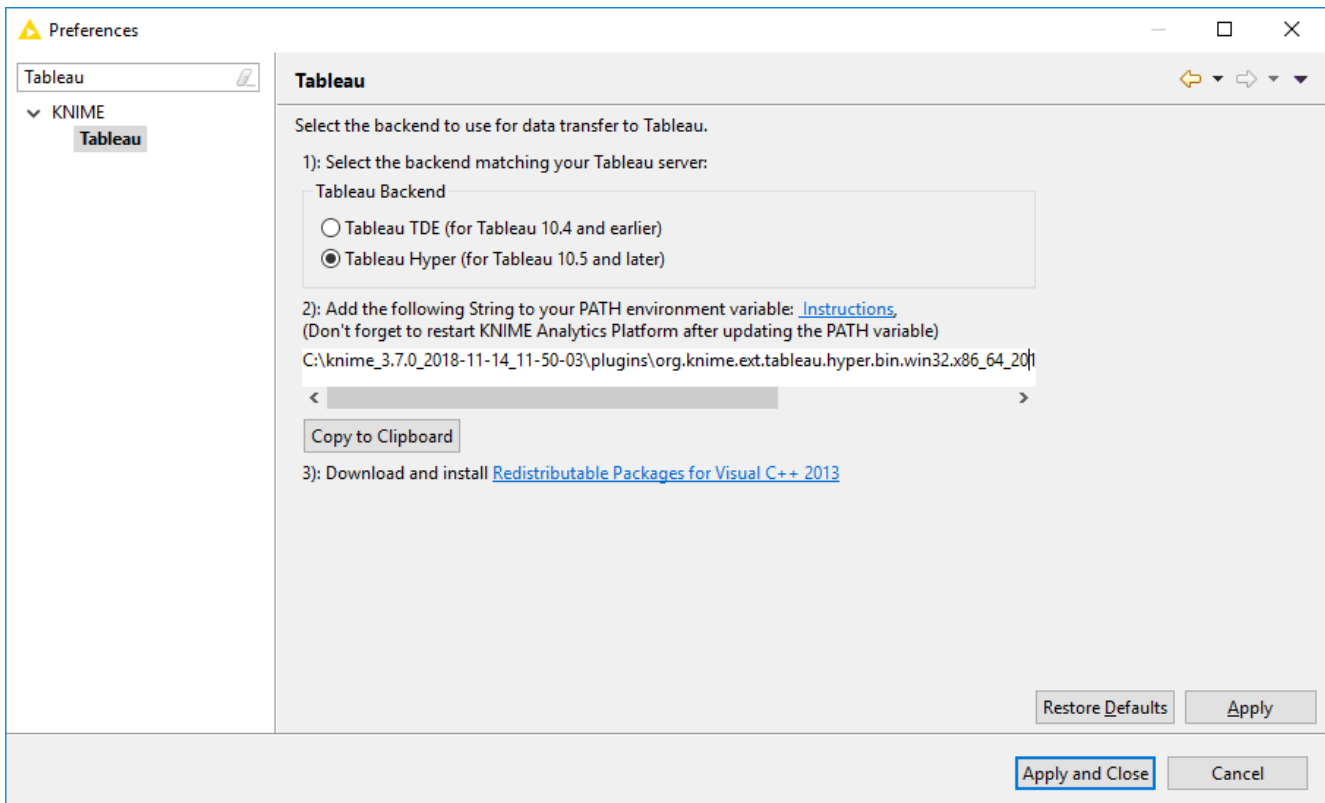 Preferences
Tableau
KNIME
Tableau
Tableau
Select the backend to use for data transfer to Tableau.
1): Select the backend matching your Tableau server:
Tableau Backend
Tableau TDE (for Tableau 10.4 and earlier)
Tableau Hyper (for Tableau 10.5 and later)
2): Add the following String to your PATH environment variable:  Instructions,
(Don't forget to restart KNIME Analytics Platform after updating the PATH variable)
C:\knime_3.7.0_2018-11-14_11-50-03\plugins\org.knime.ext.tableau.hyper.bin.win32.x86_64_201
Copy to Clipboard
3): Download and install Redistributable Packages for Visual C++ 2013
Restore Defaults
Apply
Apply and Close
Cancel